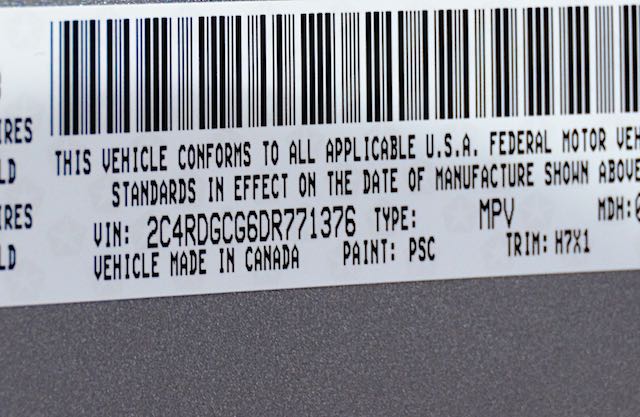 IRES
THIS VEHICLE CONFORMS TO ALL APPLICABLE U.S.A. FEDERAL MOTOR VEH
LD
STANDARDS IN EFFECT ON THE DATE OF MANUFACTURE SHOWN ABOVE
IRES
VIN: 2C4RDGCG6DR771376 TYPE: MPV MDH:
LD
VEHICLE MADE IN CANADA PAINT: PSC TRIM: H7X1